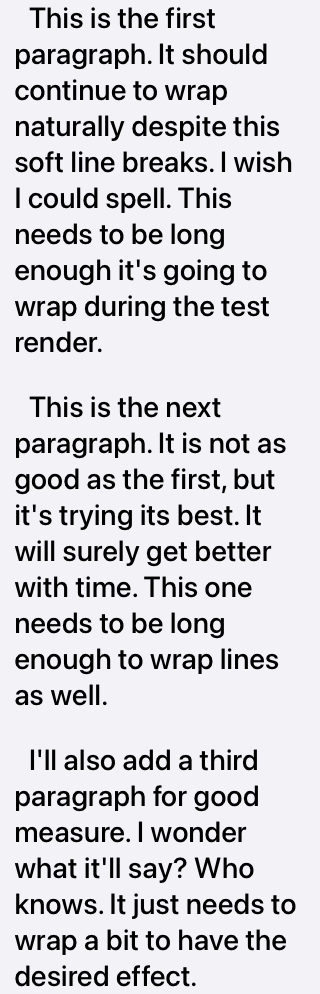 This is the first
paragraph. It should
continue to wrap
naturally despite this
soft line breaks. I wish
I could spell. This
needs to be long
enough it's going to
wrap during the test
render.
This is the next
paragraph. It is not as
good as the first, but
it's trying its best. It
will surely get better
with time. This one
needs to be long
enough to wrap lines
as well.
I'll also add a third
paragraph for good
measure. I wonder
what it'll say? Who
knows. It just needs to
wrap a bit to have the
desired effect.